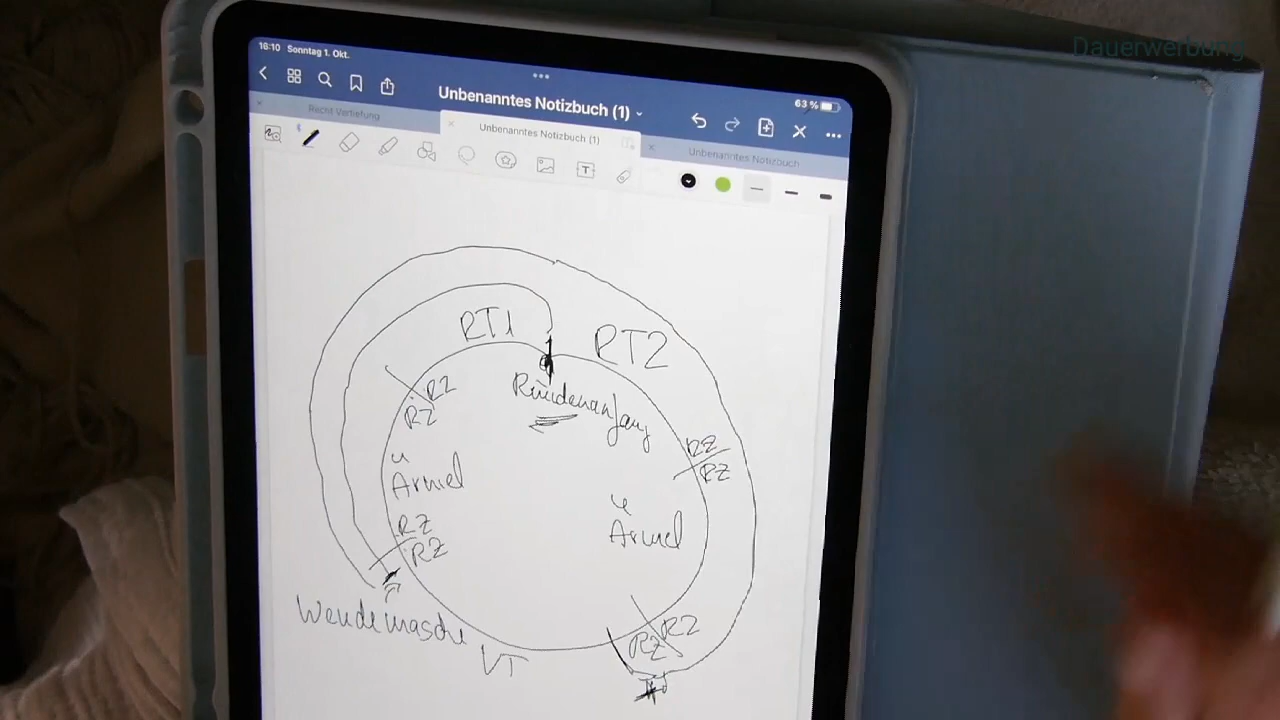 Dauerwerbung
16:10 Sonntag 1. Okt.
63 %
Unbenanntes Notizbuch (1)
Recht Vertiefung
Unbenanntes Notizbuch (1)
Unbenanntes Notizbuch
T
RT1
RT2
Rundenanfang
RZ
RZ
RZ
RZ
Ärmel
Ärmel
RZ
RZ
Wendemasche
RZ
RZ
VT